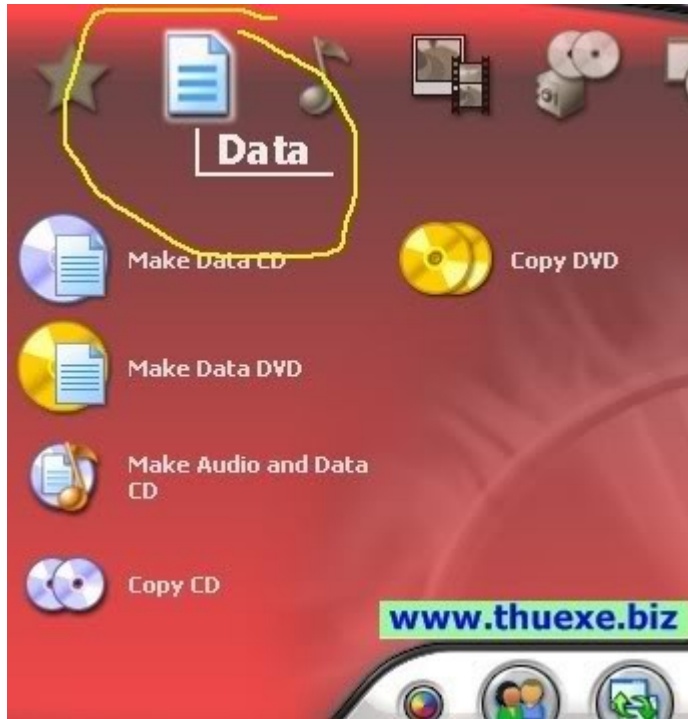 Data
Make Data CD
Copy DVD
Make Data DVD
Make Audio and Data
CD
Copy CD
www.thuexe.biz